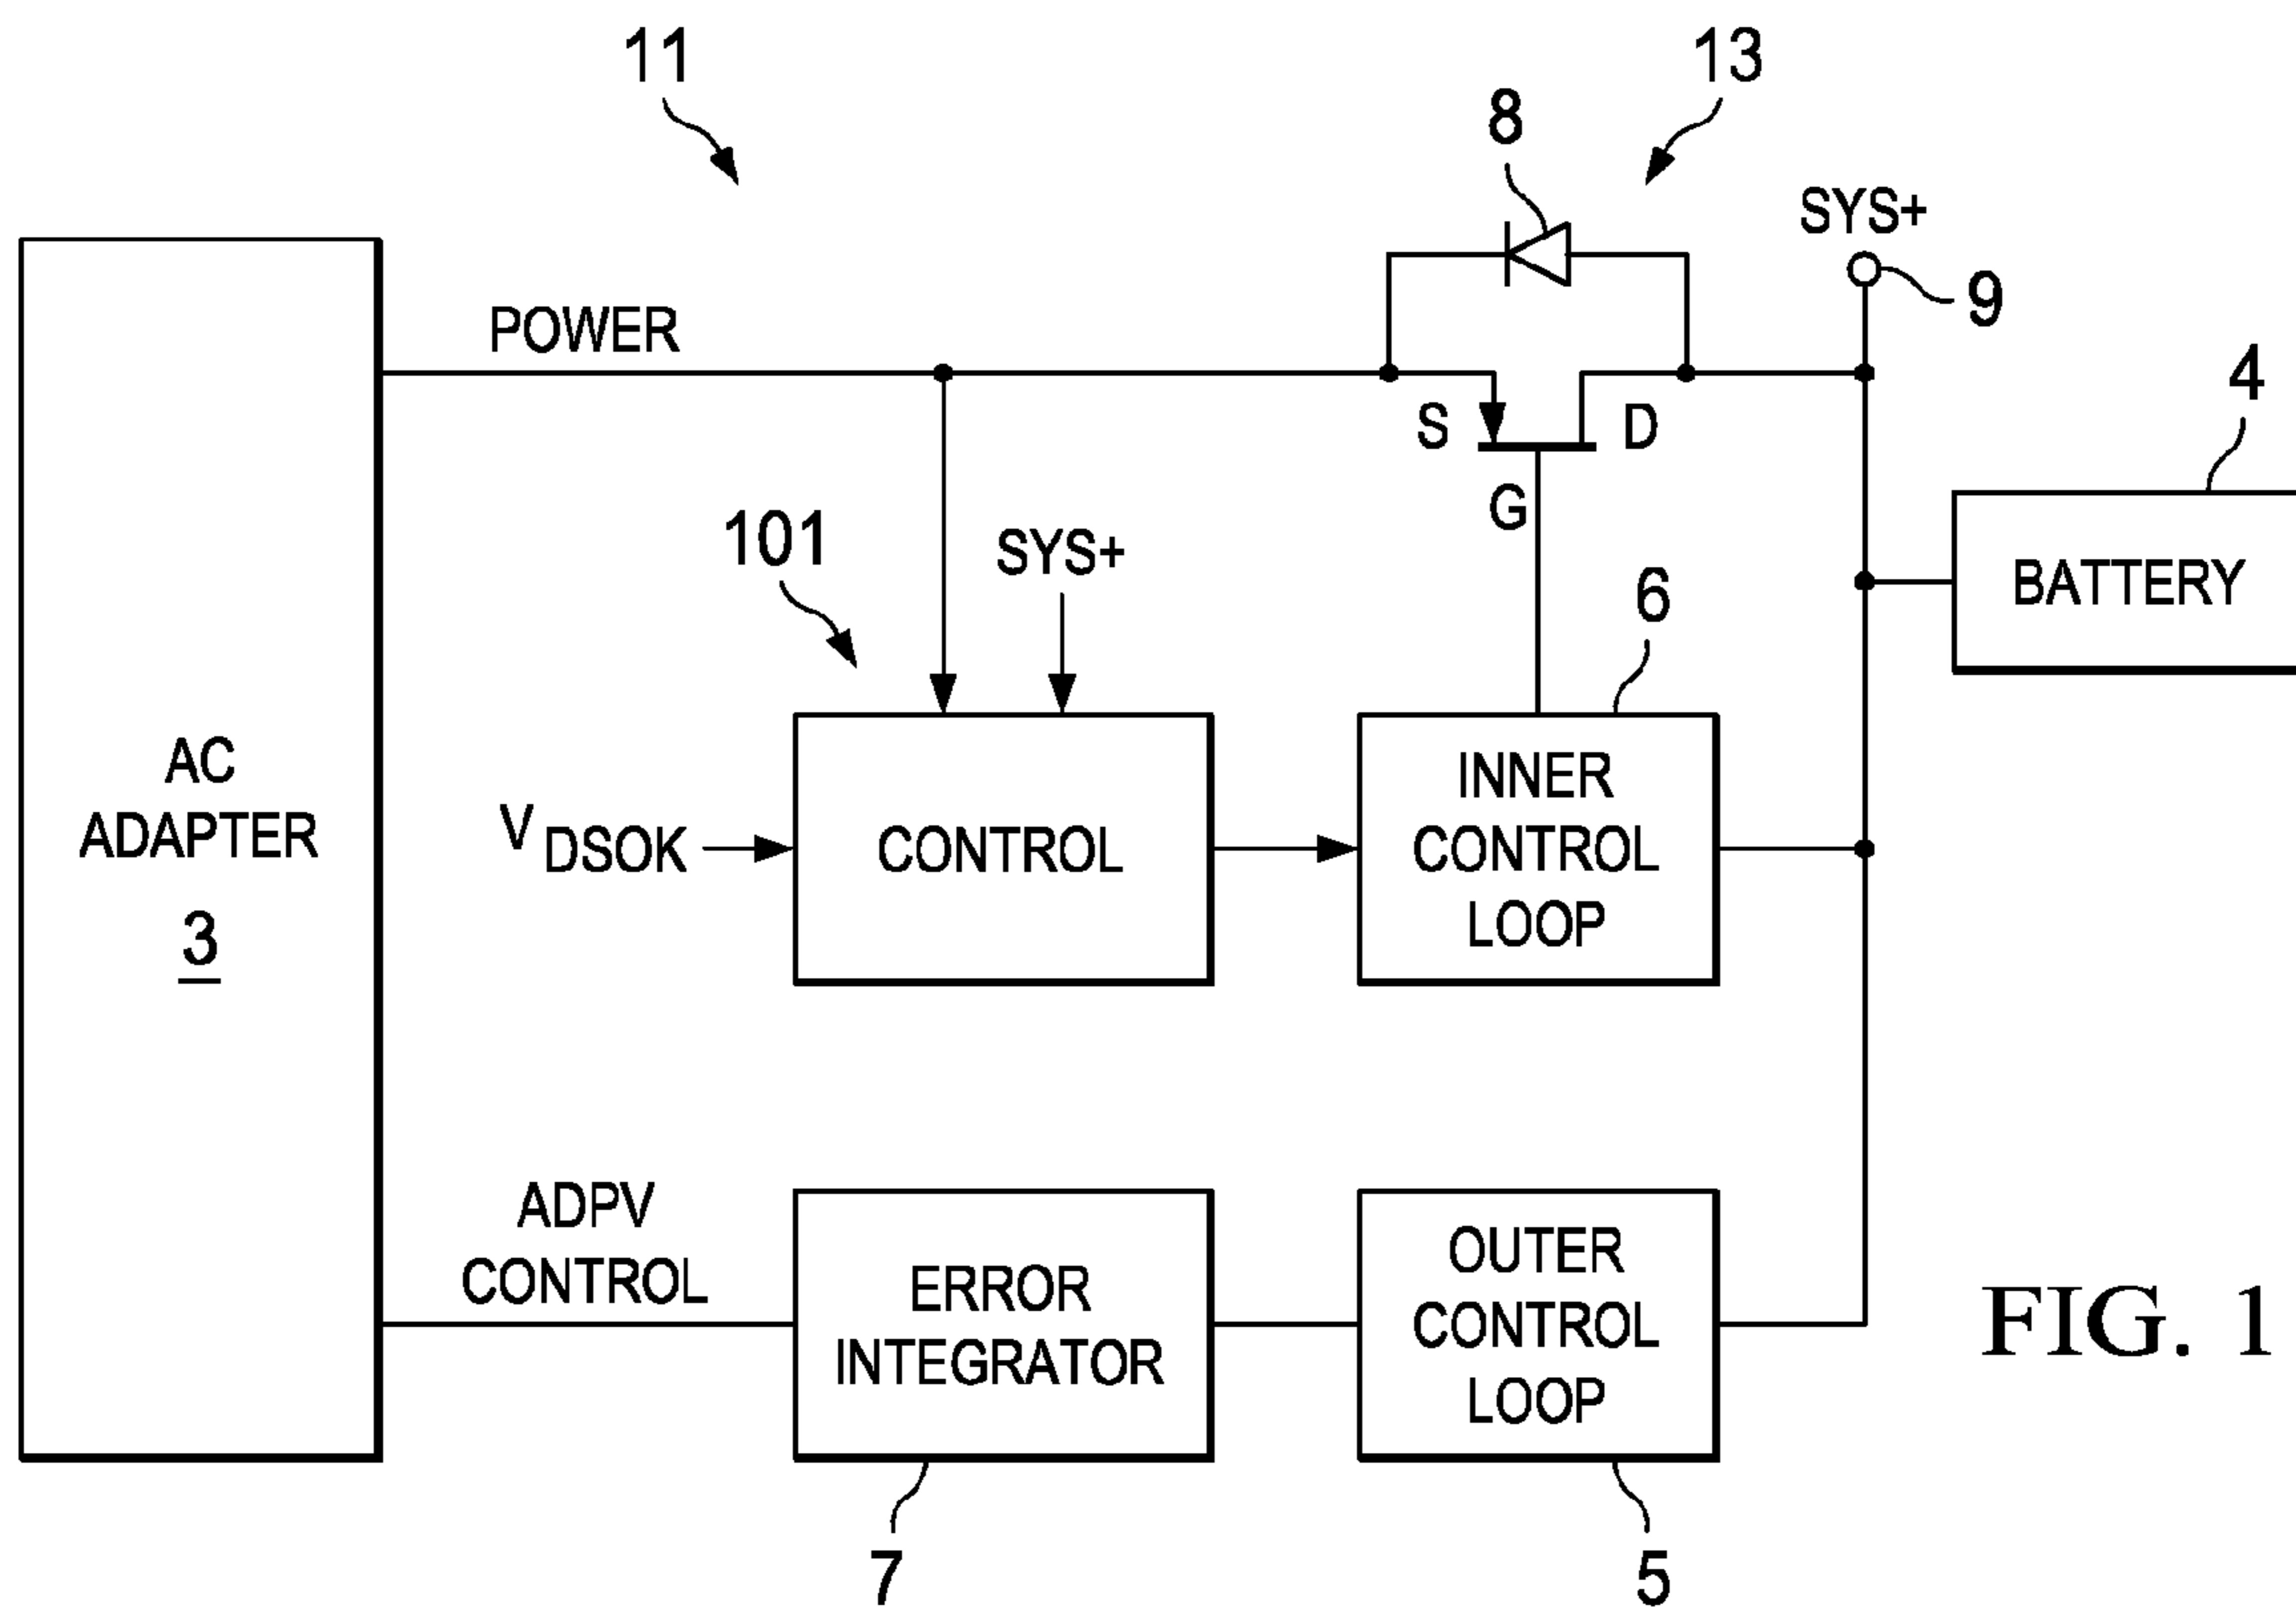 11
13
8
SYS+
9
POWER
4
S
D
G
101
SYS+
6
BATTERY
AC
ADAPTER
3
V DSOK
CONTROL
INNER
CONTROL
LOOP
ADPV
CONTROL
ERROR
INTEGRATOR
OUTER
CONTROL
LOOP
FIG. 1
7
5